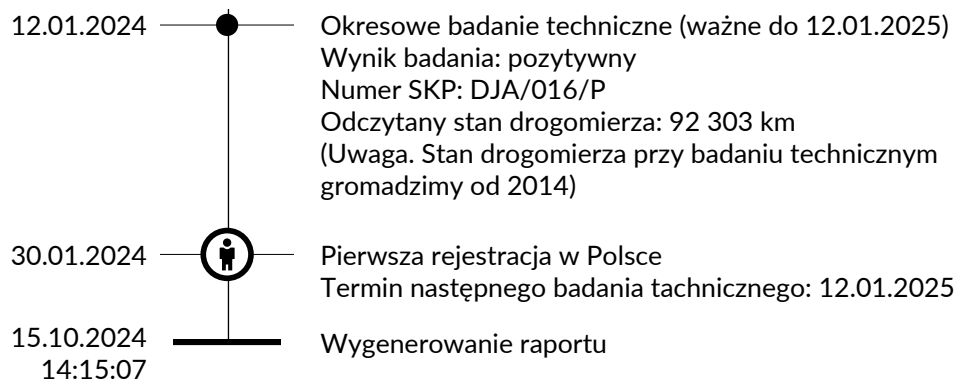 12.01.2024
Okresowe badanie techniczne (ważne do 12.01.2025)
Wynik badania: pozytywny
Numer SKP: DJA/016/P
Odczytany stan drogomierza: 92 303 km
(Uwaga. Stan drogomierza przy badaniu technicznym
gromadzimy od 2014)
30.01.2024
Pierwsza rejestracja w Polsce
Termin następnego badania tachnicznego: 12.01.2025
15.10.2024
14:15:07
Wygenerowanie raportu